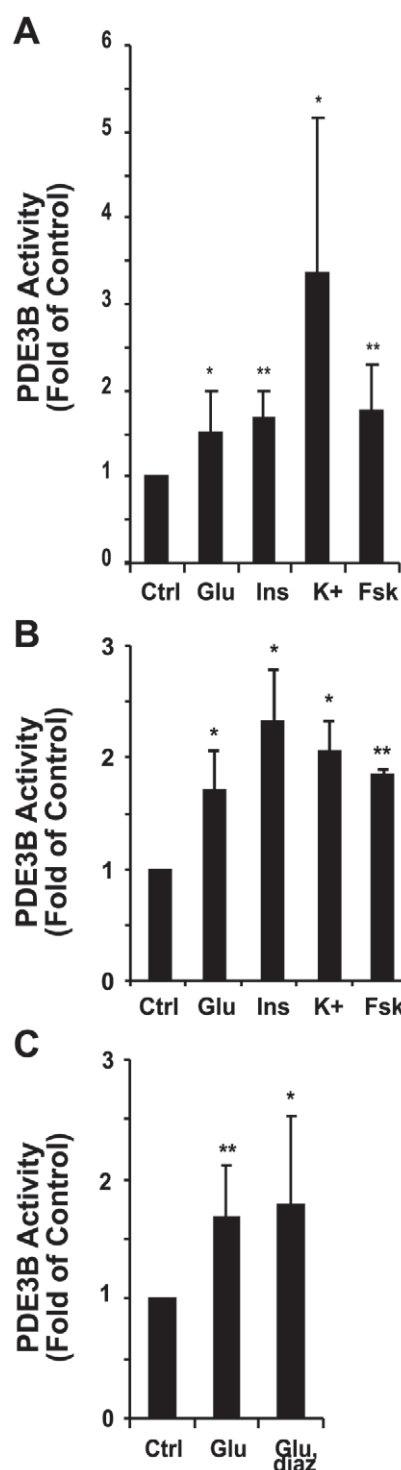 A
PDE3B Activity
(Fold of Control)
6
5
4
3
2
1
0
*
**
*
**
Ctrl Glu Ins K+ Fsk
B
PDE3B Activity
(Fold of Control)
3
2
1
0
*
*
*
**
Ctrl Glu Ins K+ Fsk
C
PDE3B Activity
(Fold of Control)
3
2
1
0
**
*
Ctrl Glu Glu,
diaz